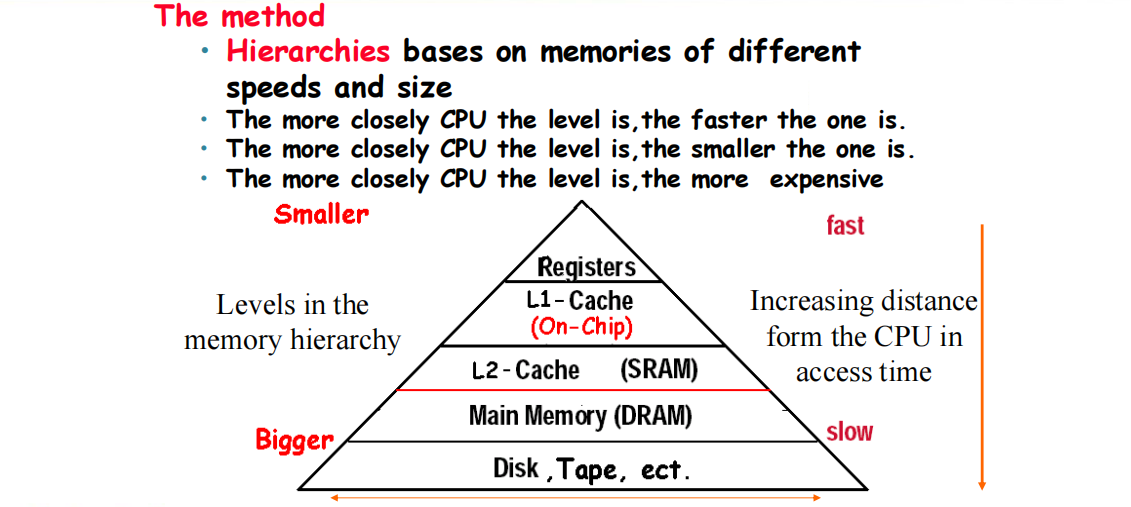 The method
• Hierarchies bases on memories of different
speeds and size
• The more closely CPU the level is,the faster the one is.
• The more closely CPU the level is,the smaller the one is.
• The more closely CPU the level is,the more expensive
Smaller
fast
Registers
L1-Cache
(On-Chip)
Levels in the
memory hierarchy
Increasing distance
form the CPU in
access time
L2-Cache (SRAM)
Main Memory (DRAM)
Bigger
slow
Disk ,Tape, ect.